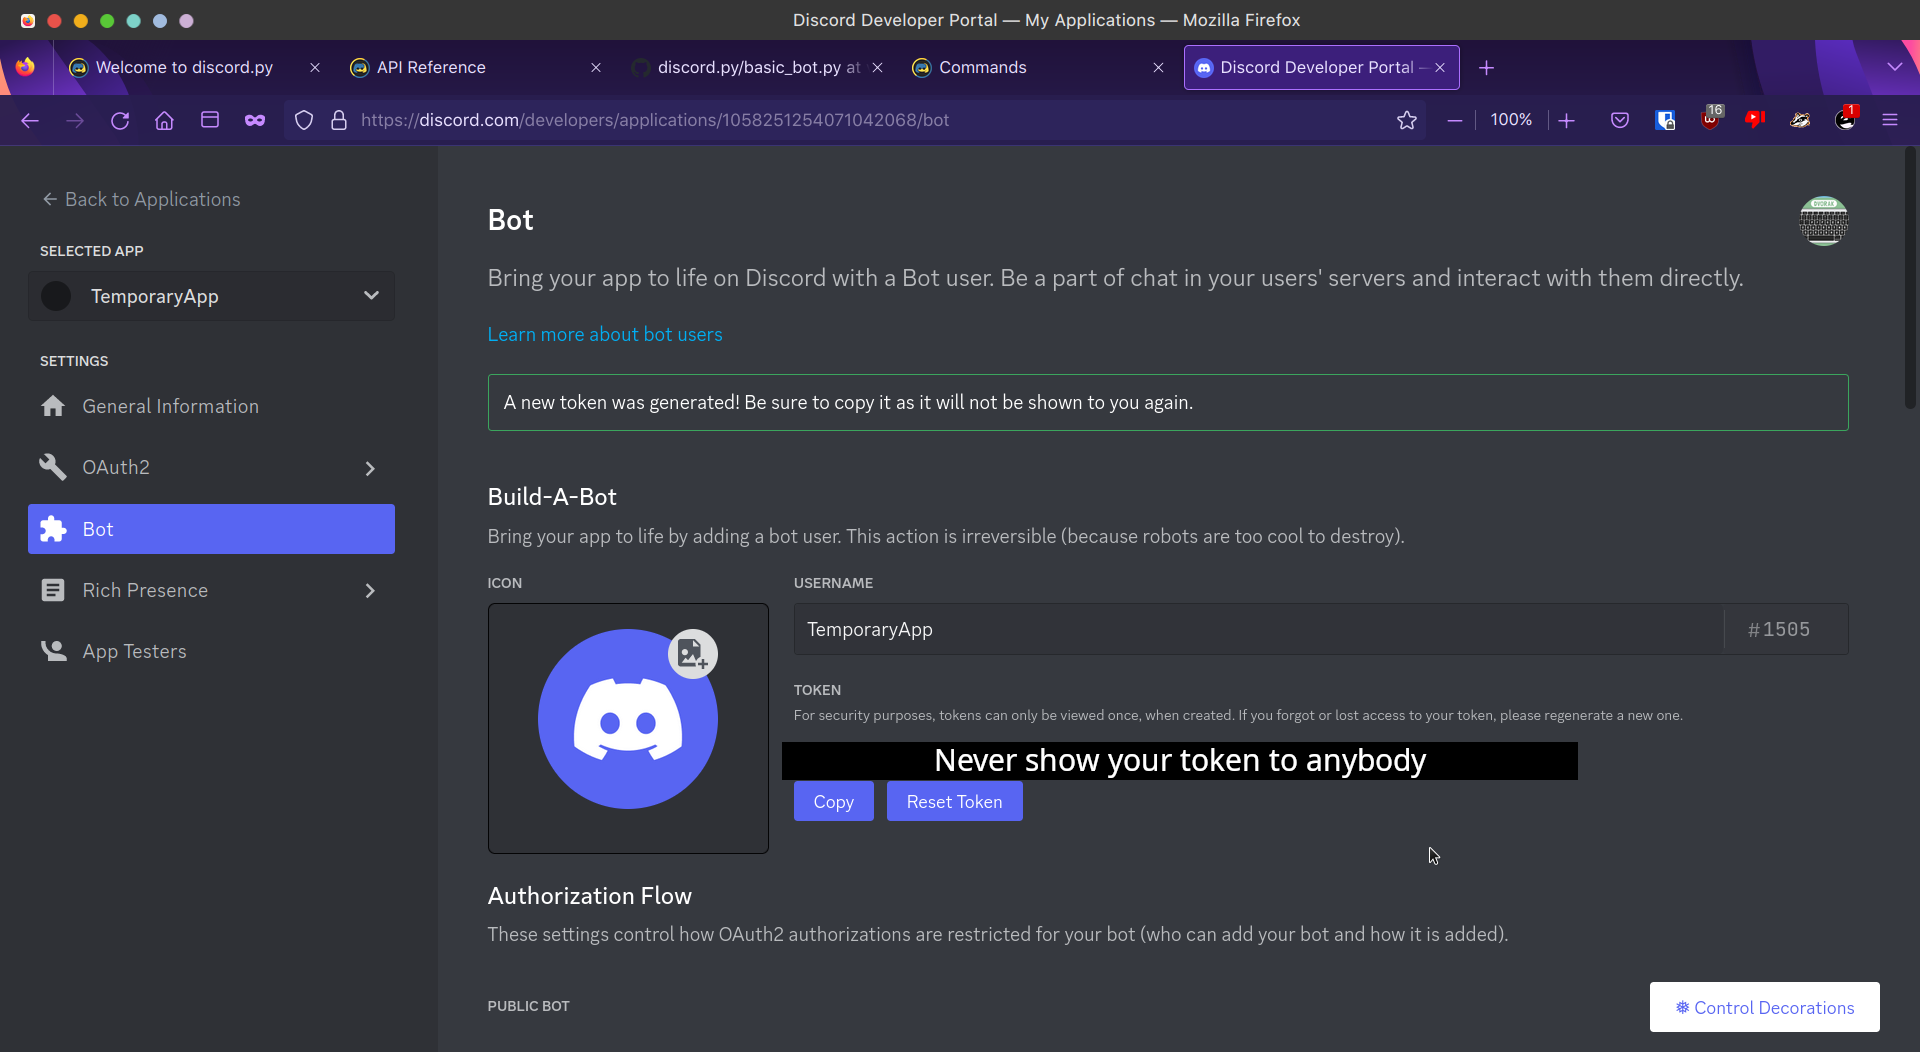 Discord Developer Portal — My Applications — Mozilla Firefox
Welcome to discord.py
API Reference
discord.py/basic_bot.py at
Commands
Discord Developer Portal —
https://discord.com/developers/applications/1058251254071042068/bot
100%
16
1
Back to Applications
SELECTED APP
TemporaryApp
SETTINGS
General Information
OAuth2
Bot
Rich Presence
App Testers
Bot
DVORAK
Bring your app to life on Discord with a Bot user. Be a part of chat in your users' servers and interact with them directly.
Learn more about bot users
A new token was generated! Be sure to copy it as it will not be shown to you again.
Build-A-Bot
Bring your app to life by adding a bot user. This action is irreversible (because robots are too cool to destroy).
ICON
USERNAME
TemporaryApp
#1505
TOKEN
For security purposes, tokens can only be viewed once, when created. If you forgot or lost access to your token, please regenerate a new one.
Never show your token to anybody
Copy
Reset Token
Authorization Flow
These settings control how OAuth2 authorizations are restricted for your bot (who can add your bot and how it is added).
PUBLIC BOT
Control Decorations